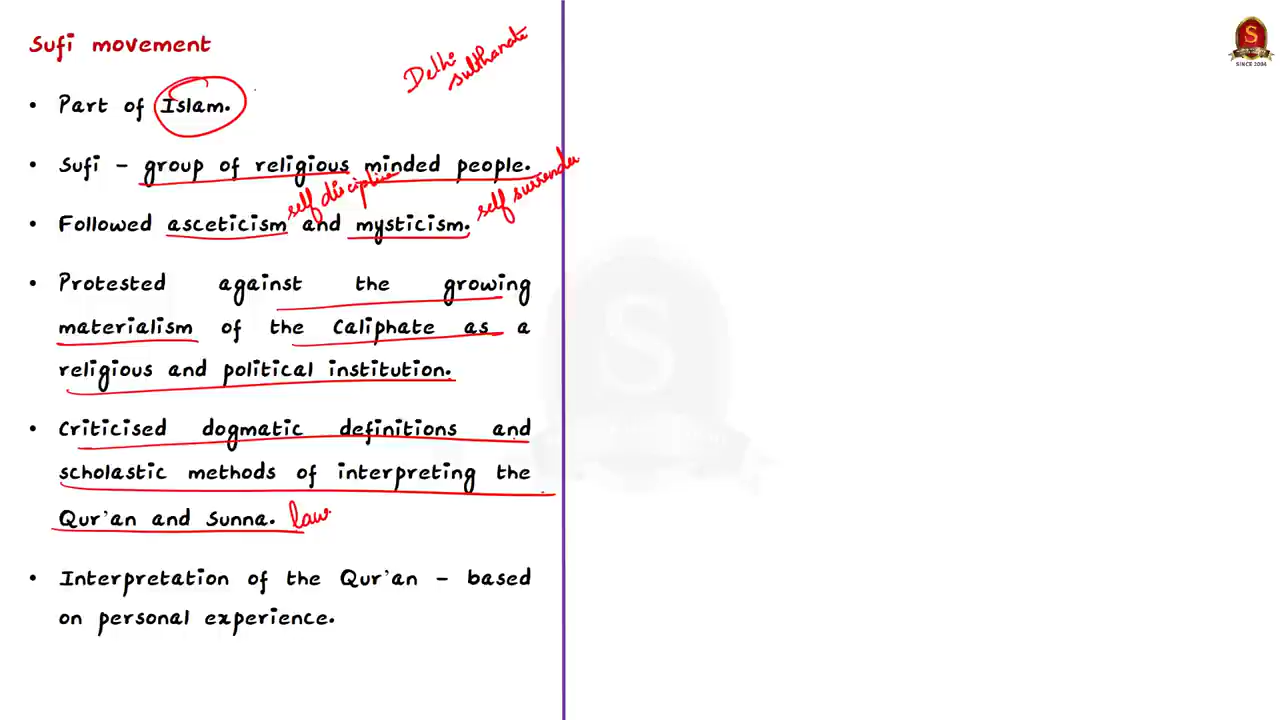 Sufi movement
Delhi
sulthanate
• Part of Islam.
• Sufi – group of religious minded people.
self discipline
self surrender
• Followed asceticism and mysticism.
• Protested against the growing
materialism of the Caliphate as a
religious and political institution.
• Criticised dogmatic definitions and
scholastic methods of interpreting the
Qur'an and Sunna. law
• Interpretation of the Qur'an – based
on personal experience.
S
SINCE 2004
S